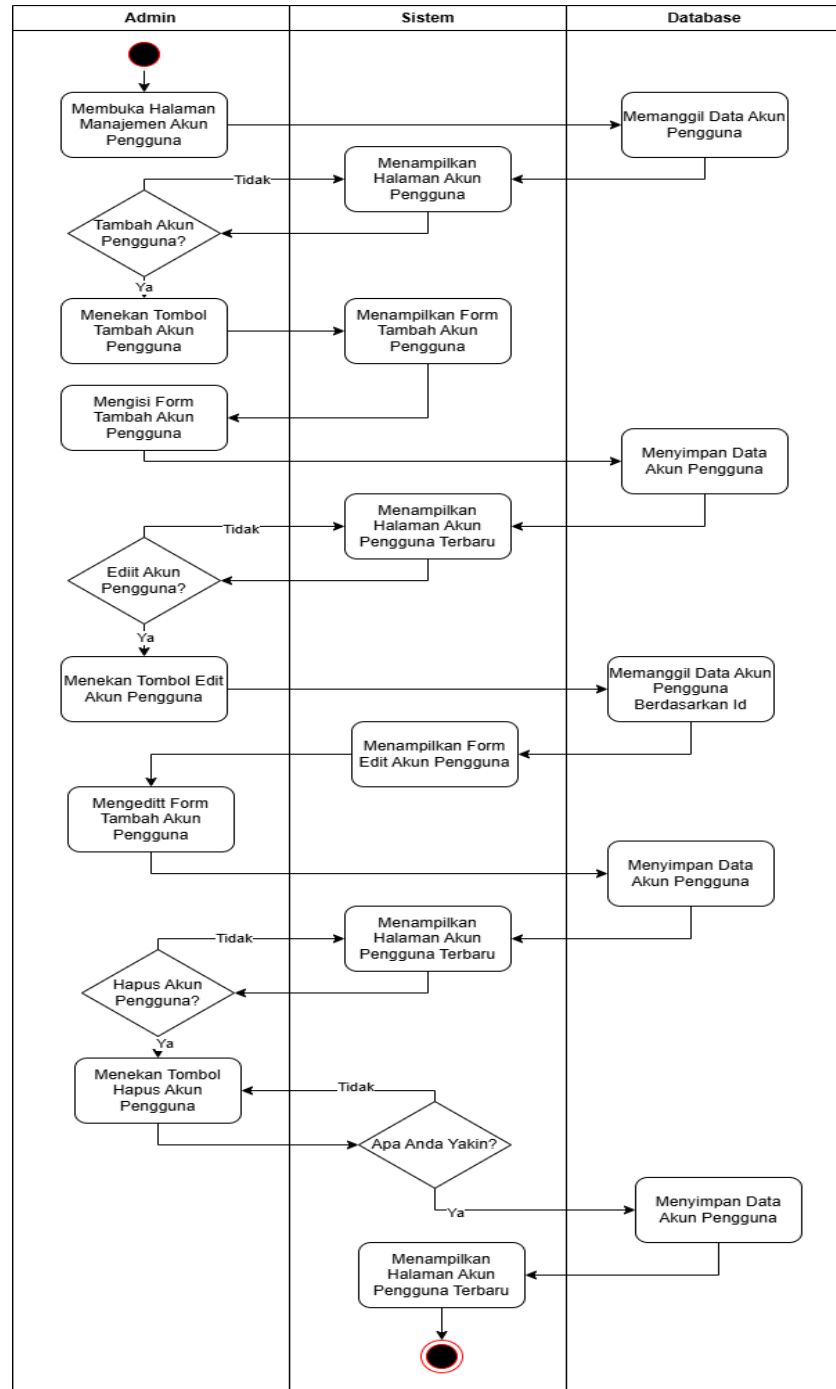 Admin
Sistem
Database
Membuka Halaman
Manajemen Akun
Pengguna
Memanggil Data Akun
Pengguna
Menampilkan
Halaman Akun
Pengguna
Tidak
Tambah Akun
Pengguna?
Ya
Menekan Tombol
Tambah Akun
Pengguna
Menampilkan Form
Tambah Akun
Pengguna
Mengisi Form
Tambah Akun
Pengguna
Menyimpan Data
Akun Pengguna
Menampilkan
Halaman Akun
Pengguna Terbaru
Tidak
Ediit Akun
Pengguna?
Ya
Menekan Tombol Edit
Akun Pengguna
Memanggil Data Akun
Pengguna
Berdasarkan Id
Menampilkan Form
Edit Akun Pengguna
Mengeditt Form
Tambah Akun
Pengguna
Menyimpan Data
Akun Pengguna
Menampilkan
Halaman Akun
Pengguna Terbaru
Tidak
Hapus Akun
Pengguna?
Ya
Menekan Tombol
Hapus Akun
Pengguna
Tidak
Apa Anda Yakin?
Ya
Menyimpan Data
Akun Pengguna
Menampilkan
Halaman Akun
Pengguna Terbaru